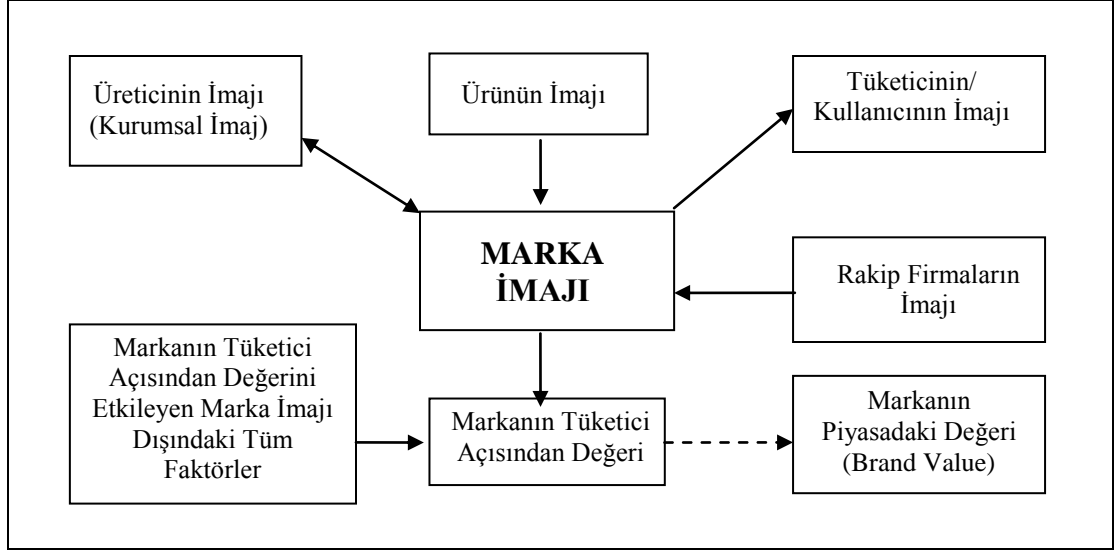 Üreticinin İmajı
(Kurumsal İmaj)
Ürünün İmajı
Tüketicinin/
Kullanıcının İmajı
MARKA
İMAJI
Rakip Firmaların
İmajı
Markanın Tüketici
Açısından Değerini
Etkileyen Marka İmajı
Dışındaki Tüm
Faktörler
Markanın Tüketici
Açısından Değeri
Markanın
Piyasadaki Değeri
(Brand Value)